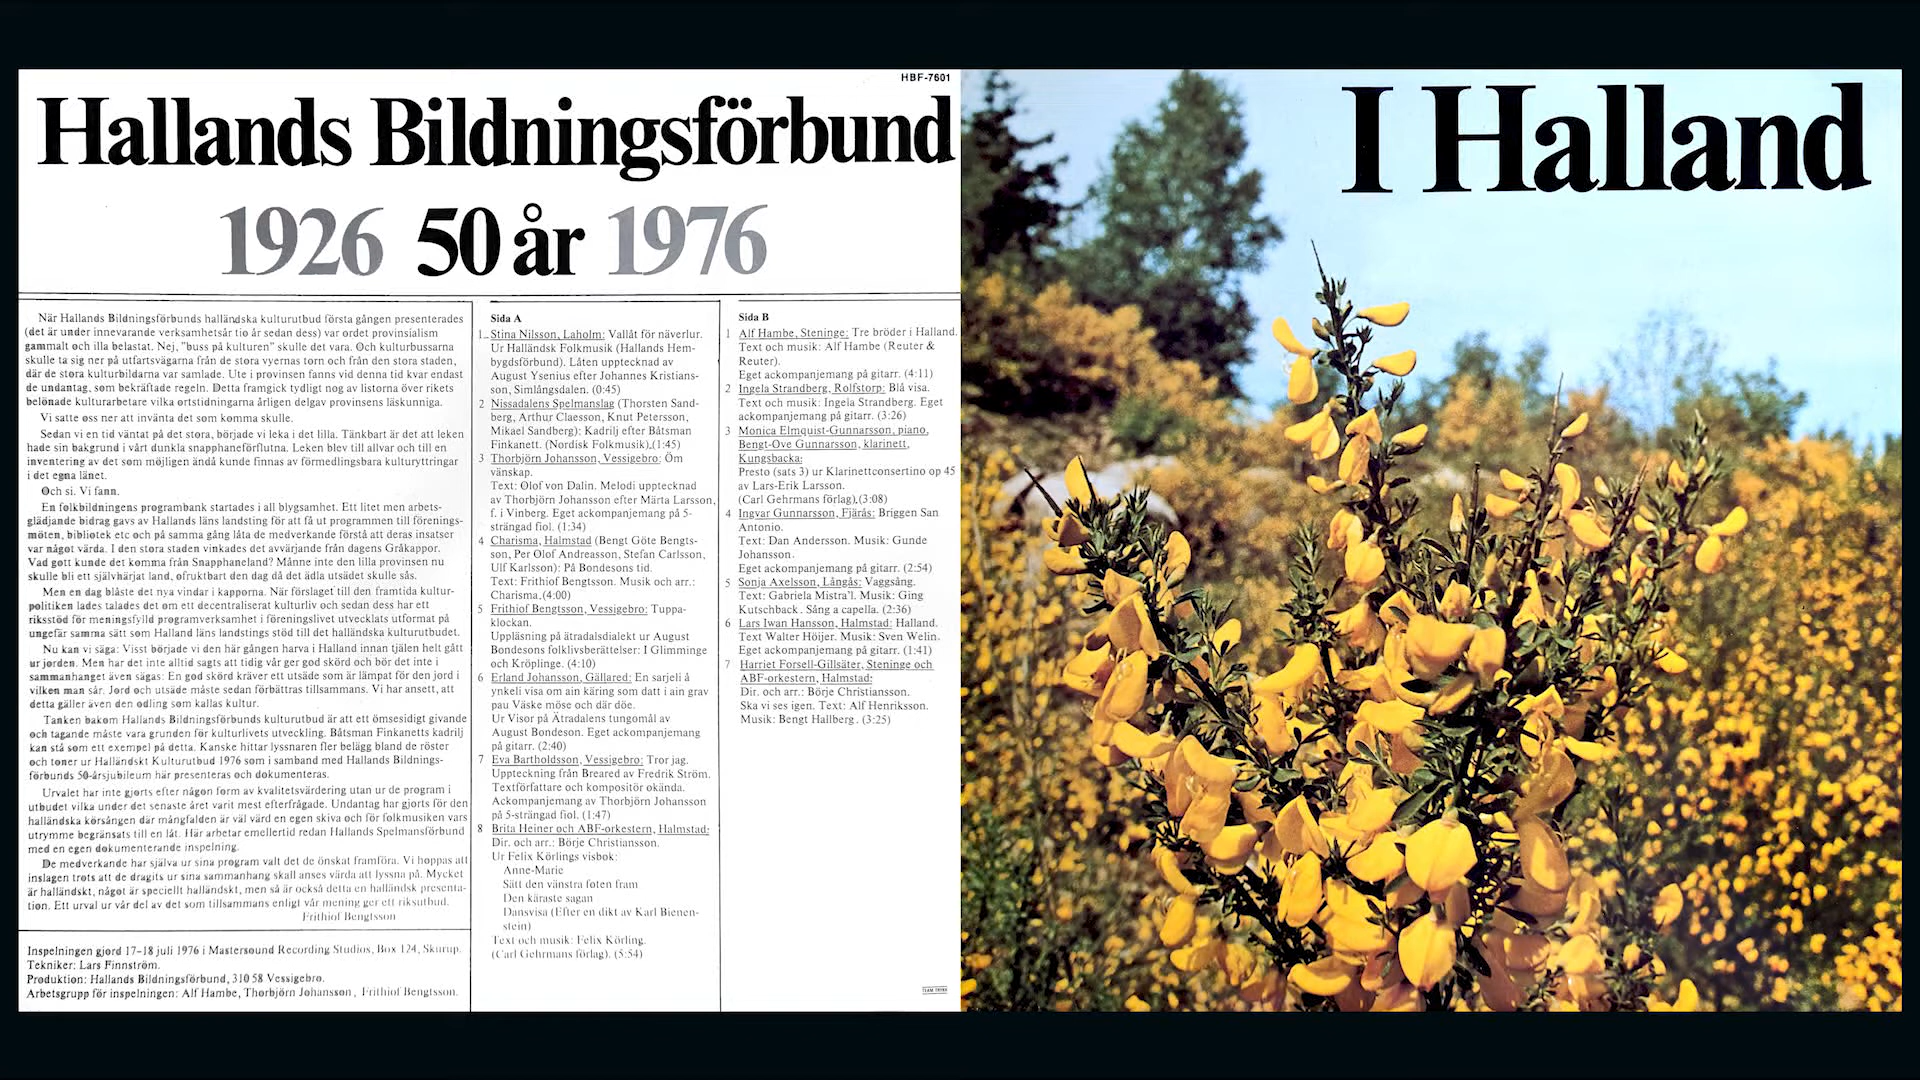 HBF-7601
Hallands Bildningsförbund
1926 50 år 1976
När Hallands Bildningsförbunds halländska kulturutbud första gången presenterades
(det är under innevarande verksamhetsår tio år sedan dess) var ordet provinsialism
gammalt och illa belastat. Nej, "buss på kulturen" skulle det vara. Och kulturbussarna
skulle ta sig ner på utfartsvägarna från de stora vyernas torn och från den stora staden,
där de stora kulturbildarna var samlade. Ute i provinsen fanns vid denna tid kvar endast
de undantag, som bekräftade regeln. Detta framgick tydligt nog av listorna över rikets
belönade kulturarbetare vilka ortstidningarna årligen delgav provinsens läskunniga.
Vi satte oss ner att invänta det som komma skulle.
Sedan vi en tid väntat på det stora, började vi leka i det lilla. Tänkbart är det att leken
hade sin bakgrund i vårt dunkla snapphaneförflutna. Leken blev till allvar och till en
inventering av det som möjligen ändå kunde finnas av förmedlingsbara kulturyttringar
i det egna länet.
Och si. Vi fann.
En folkbildningens programbank startades i all blygsamhet. Ett litet men arbets-
glädjande bidrag gavs av Hallands läns landsting för att få ut programmen till förenings-
möten, bibliotek etc och på samma gång låta de medverkande förstå att deras insatser
var något värda. I den stora staden vinkades det avvärjande från dagens Gråkappor.
Vad gott kunde det komma från Snapphaneland? Månne inte den lilla provinsen nu
skulle bli ett självhärjat land, ofruktbart den dag då det ädla utsädet skulle sås.
Men en dag blåste det nya vindar i kapporna. När förslaget till den framtida kultur-
politiken lades talades det om ett decentraliserat kulturliv och sedan dess har ett
riksstöd för meningsfylld programverksamhet i föreningslivet utvecklats utformat på
ungefär samma sätt som Halland läns landstings stöd till det halländska kulturutbudet.
Nu kan vi säga: Visst började vi den här gången harva i Halland innan tjälen helt gått
ur jorden. Men har det inte alltid sagts att tidig vår ger god skörd och bör det inte i
sammanhanget även sägas: En god skörd kräver ett utsäde som är lämpat för den jord i
vilken man sår. Jord och utsäde måste sedan förbättras tillsammans. Vi har ansett, att
detta gäller även den odling som kallas kultur.
Tanken bakom Hallands Bildningsförbunds kulturutbud är att ett ömsesidigt givande
och tagande måste vara grunden för kulturlivets utveckling. Båtsman Finkanetts kadrilj
kan stå som ett exempel på detta. Kanske hittar lyssnaren fler belägg bland de röster
och toner ur Halländskt Kulturutbud 1976 som i samband med Hallands Bildnings-
förbunds 50-årsjubileum här presenteras och dokumenteras.
Urvalet har inte gjorts efter någon form av kvalitetsvärdering utan ur de program i
utbudet vilka under det senaste året varit mest efterfrågade. Undantag har gjorts för den
halländska körsången där mångfalden är väl värd en egen skiva och för folkmusiken vars
utrymme begränsats till en låt. Här arbetar emellertid redan Hallands Spelmansförbund
med en egen dokumenterande inspelning.
De medverkande har själva ur sina program valt det de önskat framföra. Vi hoppas att
inslagen trots att de dragits ur sina sammanhang skall anses värda att lyssna på. Mycket
är halländskt, något är speciellt halländskt, men så är också detta en halländsk presenta-
tion. Ett urval ur vår del av det som tillsammans enligt vår mening ger ett riksutbud.
Frithiof Bengtsson
Inspelningen gjord 17-18 juli 1976 i Mastersound Recording Studios, Box 124, Skurup.
Tekniker: Lars Finnström.
Produktion: Hallands Bildningsförbund, 310 58 Vessigebro.
Arbetsgrupp för inspelningen: Alf Hambe, Thorbjörn Johansson, Frithiof Bengtsson.
Sida A
1 Stina Nilsson, Laholm: Vallåt för näverlur.
Ur Halländsk Folkmusik (Hallands Hem-
bygdsförbund). Låten upptecknad av
August Ysenius efter Johannes Kristians-
son, Simlångsdalen. (0:45)
2 Nissadalens Spelmanslag (Thorsten Sand-
berg, Arthur Claesson, Knut Petersson,
Mikael Sandberg): Kadrilj efter Båtsman
Finkanett. (Nordisk Folkmusik).(1:45)
3 Thorbjörn Johansson, Vessigebro: Om
vänskap.
Text: Olof von Dalin. Melodi upptecknad
av Thorbjörn Johansson efter Märta Larsson,
f. i Vinberg. Eget ackompanjemang på 5-
strängad fiol. (1:34)
4 Charisma, Halmstad (Bengt Göte Bengts-
son, Per Olof Andreasson, Stefan Carlsson,
Ulf Karlsson): På Bondesons tid.
Text: Frithiof Bengtsson. Musik och arr.:
Charisma.(4:00)
5 Frithiof Bengtsson, Vessigebro: Tuppa-
klockan.
Uppläsning på ätradalsdialekt ur August
Bondesons folklivsberättelser: I Glimminge
och Kröplinge. (4:10)
6 Erland Johansson, Gällared: En sarjeli å
ynkeli visa om ain käring som datt i ain grav
pau Väske möse och där döe.
Ur Visor på Ätradalens tungomål av
August Bondeson. Eget ackompanjemang
på gitarr. (2:40)
7 Eva Bartholdsson, Vessigebro: Tror jag.
Uppteckning från Breared av Fredrik Ström.
Textförfattare och kompositör okända.
Ackompanjemang av Thorbjörn Johansson
på 5-strängad fiol. (1:47)
8 Brita Heiner och ABF-orkestern, Halmstad:
Dir. och arr.: Börje Christiansson.
Ur Felix Körlings visbok:
Anne-Marie
Sätt den vänstra foten fram
Den käraste sagan
Dansvisa (Efter en dikt av Karl Bienen-
stein)
Text och musik: Felix Körling.
(Carl Gehrmans förlag). (5:54)
Sida B
1 Alf Hambe, Steninge: Tre bröder i Halland.
Text och musik: Alf Hambe (Reuter &
Reuter).
Eget ackompanjemang på gitarr. (4:11)
2 Ingela Strandberg, Rolfstorp: Blå visa.
Text och musik: Ingela Strandberg. Eget
ackompanjemang på gitarr. (3:26)
3 Monica Elmquist-Gunnarsson, piano,
Bengt-Ove Gunnarsson, klarinett,
Kungsbacka:
Presto (sats 3) ur Klarinettconsertino op 45
av Lars-Erik Larsson.
(Carl Gehrmans förlag).(3:08)
4 Ingvar Gunnarsson, Fjärås: Briggen San
Antonio.
Text: Dan Andersson. Musik: Gunde
Johansson.
Eget ackompanjemang på gitarr. (2:54)
5 Sonja Axelsson, Långås: Vaggsång.
Text: Gabriela Mistra'l. Musik: Ging
Kutschback. Sång a capella. (2:36)
6 Lars Iwan Hansson, Halmstad: Halland.
Text Walter Höijer. Musik: Sven Welin.
Eget ackompanjemang på gitarr. (1:41)
7 Harriet Forsell-Gillsäter, Steninge och
ABF-orkestern, Halmstad:
Dir. och arr.: Börje Christiansson.
Ska vi ses igen. Text: Alf Henriksson.
Musik: Bengt Hallberg. (3:25)
I Halland